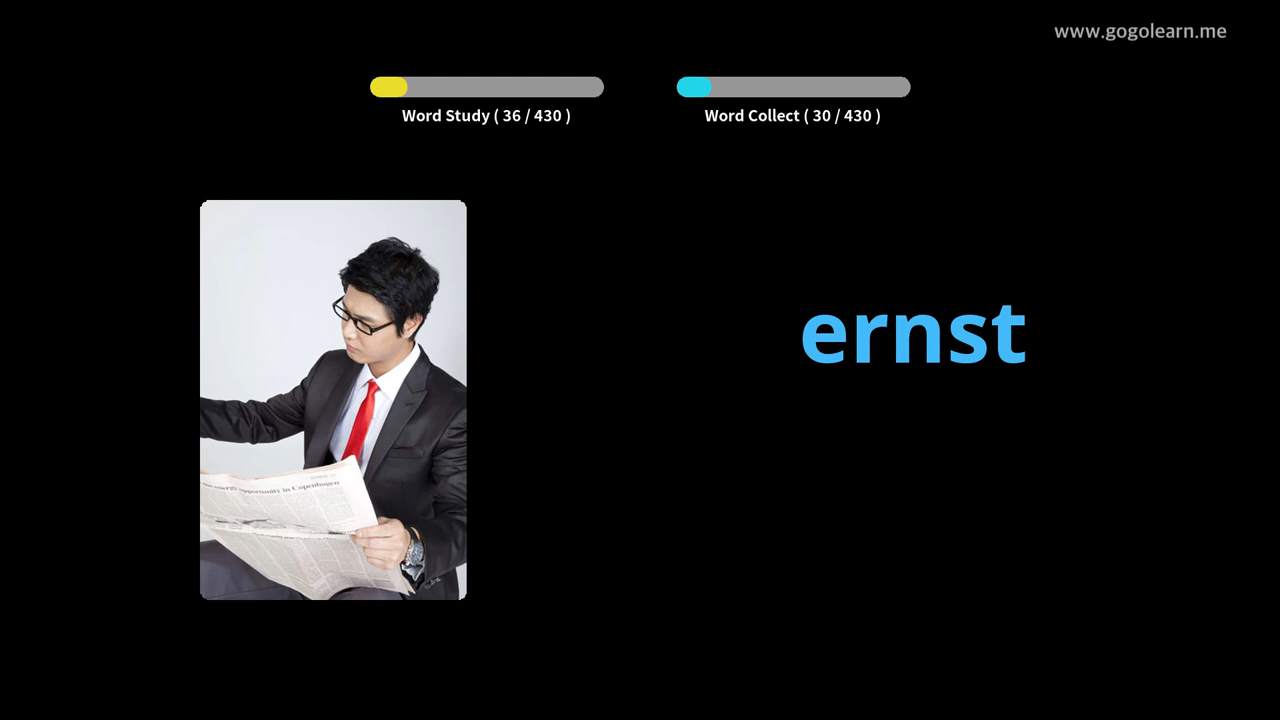 www.gogolearn.me
Word Study ( 36 / 430 )
Word Collect ( 30 / 430 )
ernst
opportunity in Copenhagen